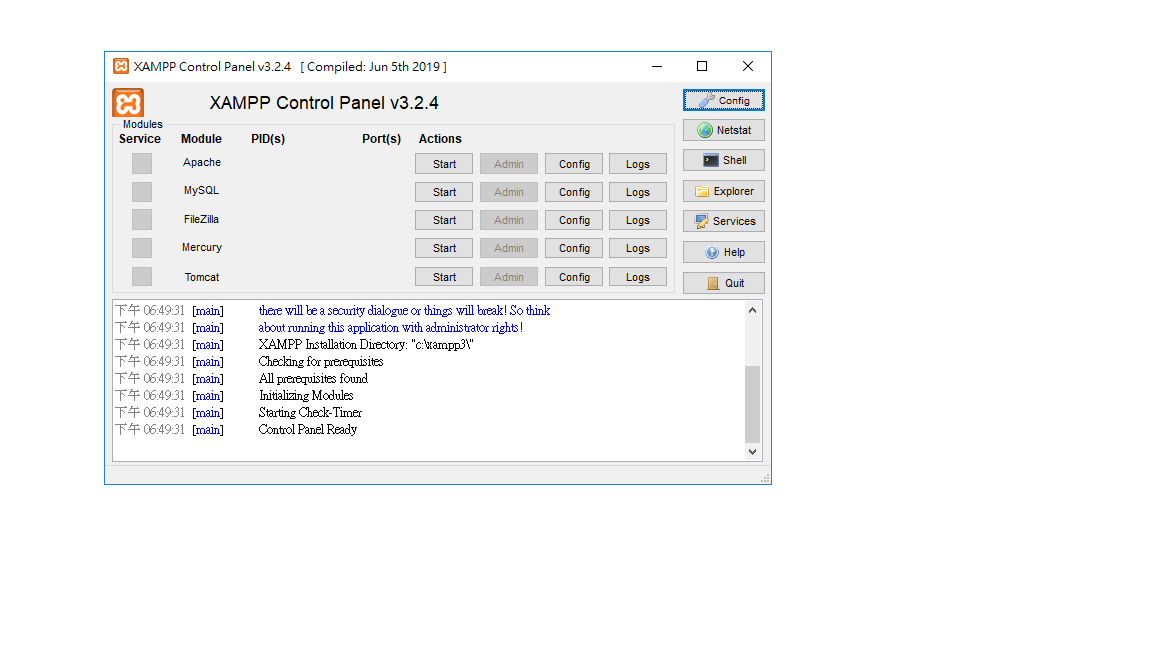 XAMPP Control Panel v3.2.4 [ Compiled: Jun 5th 2019 ]
XAMPP Control Panel v3.2.4
Config
Modules
Service Module PID(s) Port(s) Actions
Netstat
Apache Start Admin Config Logs
Shell
MySQL Start Admin Config Logs
Explorer
FileZilla Start Admin Config Logs
Services
Mercury Start Admin Config Logs
Help
Tomcat Start Admin Config Logs
Quit
下午 06:49:31 [main] there will be a security dialogue or things will break! So think
下午 06:49:31 [main] about running this application with administrator rights!
下午 06:49:31 [main] XAMPP Installation Directory: "c:\xampp3\"
下午 06:49:31 [main] Checking for prerequisites
下午 06:49:31 [main] All prerequisites found
下午 06:49:31 [main] Initializing Modules
下午 06:49:31 [main] Starting Check-Timer
下午 06:49:31 [main] Control Panel Ready